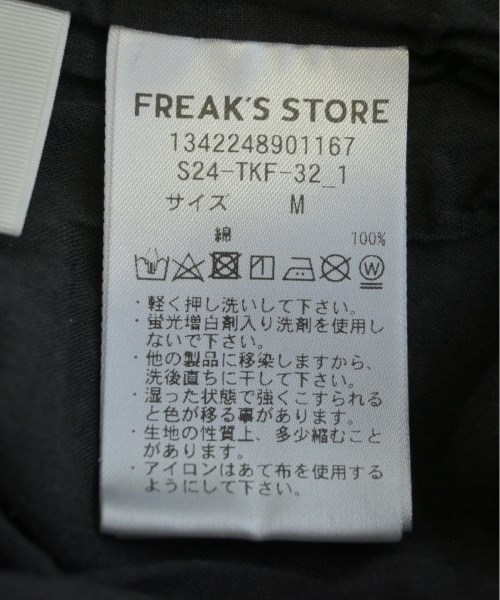 FREAK'S STORE
1342248901167
S24-TKF-32_1
サイズ M
綿 100%
W
・軽く押し洗いして下さい。
・蛍光増白剤入り洗剤を使用し
ないで下さい。
・他の製品に移染しますから、
洗後直ちに干して下さい。
・湿った状態で強くこすられる
と色が移る事があります。
・生地の性質上、多少縮むこと
があります。
・アイロンはあて布を使用する
ようにして下さい。